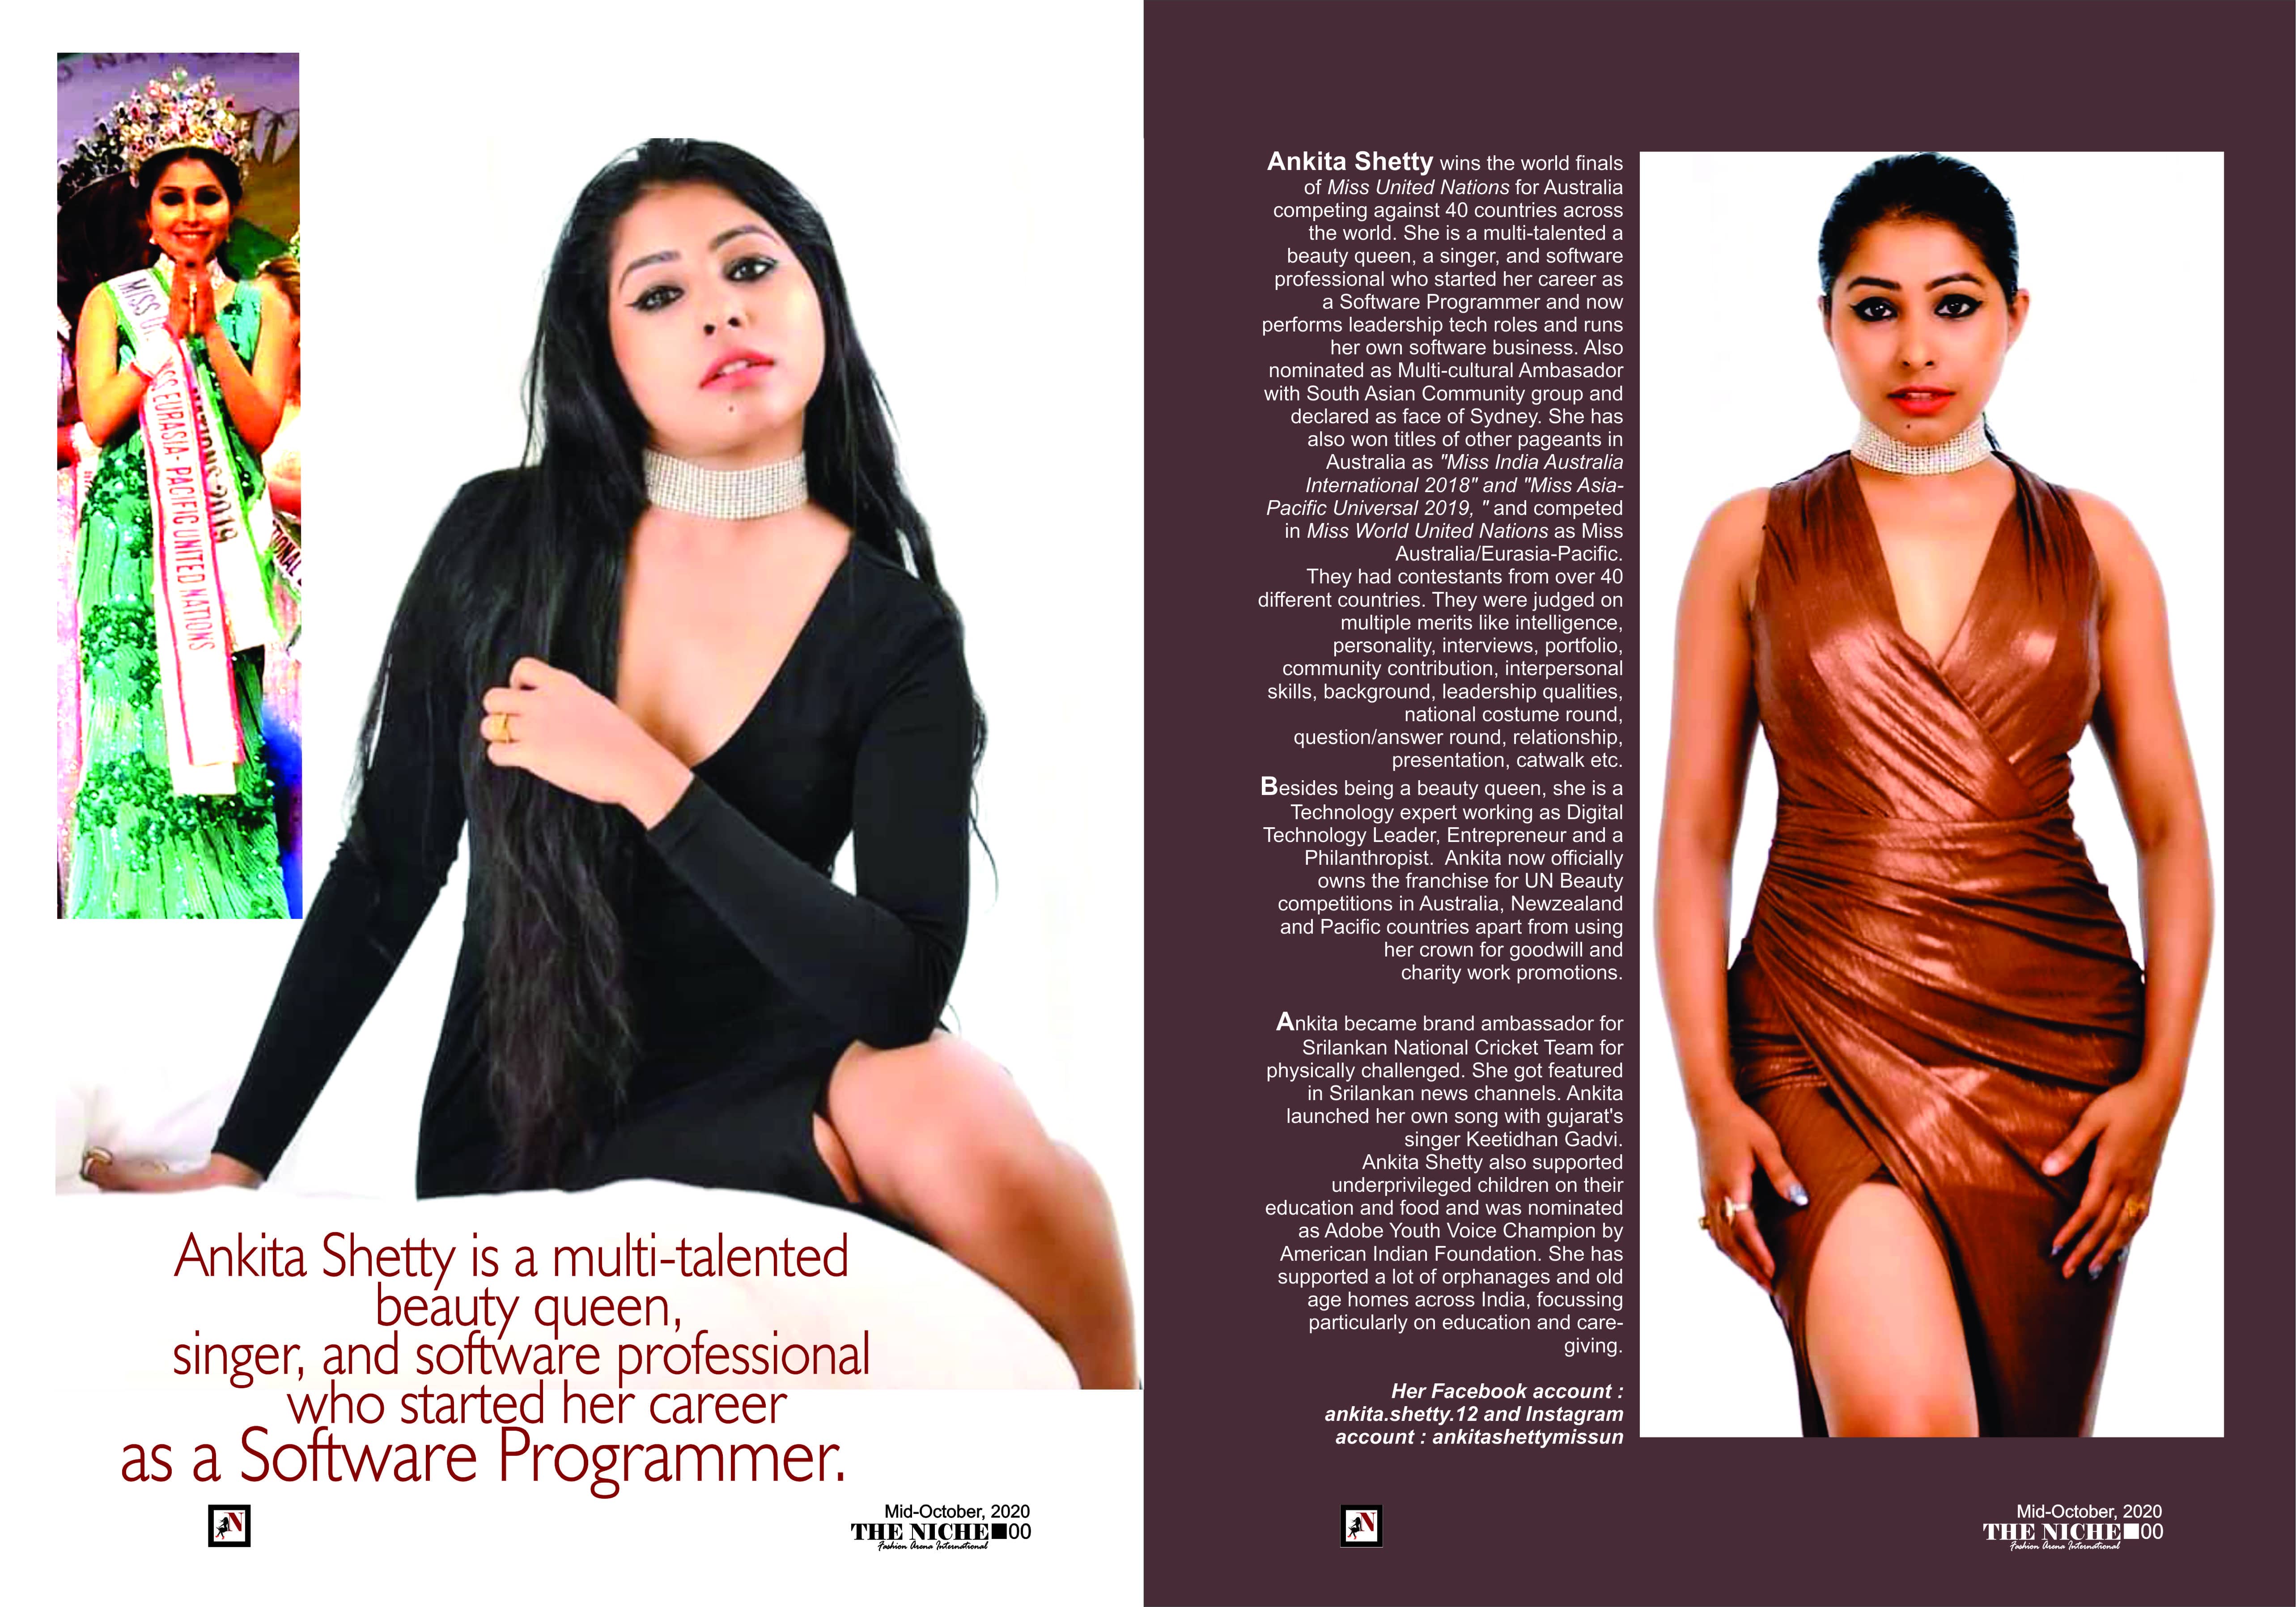 MISS U
NATIONS 2019
SS EURASIA- PACIFIC UNITED NATIONS
Ankita Shetty is a multi-talented
beauty queen,
singer, and software professional
who started her career
as a Software Programmer.
N
Mid-October, 2020
THE NICHE■00
Fashion Arena International
Ankita Shetty wins the world finals
of Miss United Nations for Australia
competing against 40 countries across
the world. She is a multi-talented a
beauty queen, a singer, and software
professional who started her career as
a Software Programmer and now
performs leadership tech roles and runs
her own software business. Also
nominated as Multi-cultural Ambasador
with South Asian Community group and
declared as face of Sydney. She has
also won titles of other pageants in
Australia as "Miss India Australia
International 2018" and "Miss Asia-
Pacific Universal 2019, " and competed
in Miss World United Nations as Miss
Australia/Eurasia-Pacific.
They had contestants from over 40
different countries. They were judged on
multiple merits like intelligence,
personality, interviews, portfolio,
community contribution, interpersonal
skills, background, leadership qualities,
national costume round,
question/answer round, relationship,
presentation, catwalk etc.
Besides being a beauty queen, she is a
Technology expert working as Digital
Technology Leader, Entrepreneur and a
Philanthropist. Ankita now officially
owns the franchise for UN Beauty
competitions in Australia, Newzealand
and Pacific countries apart from using
her crown for goodwill and
charity work promotions.
Ankita became brand ambassador for
Srilankan National Cricket Team for
physically challenged. She got featured
in Srilankan news channels. Ankita
launched her own song with gujarat's
singer Keetidhan Gadvi.
Ankita Shetty also supported
underprivileged children on their
education and food and was nominated
as Adobe Youth Voice Champion by
American Indian Foundation. She has
supported a lot of orphanages and old
age homes across India, focussing
particularly on education and care-
giving.
Her Facebook account :
ankita.shetty.12 and Instagram
account : ankitashettymissun
N
Mid-October, 2020
THE NICHE■00
Fashion Arena International